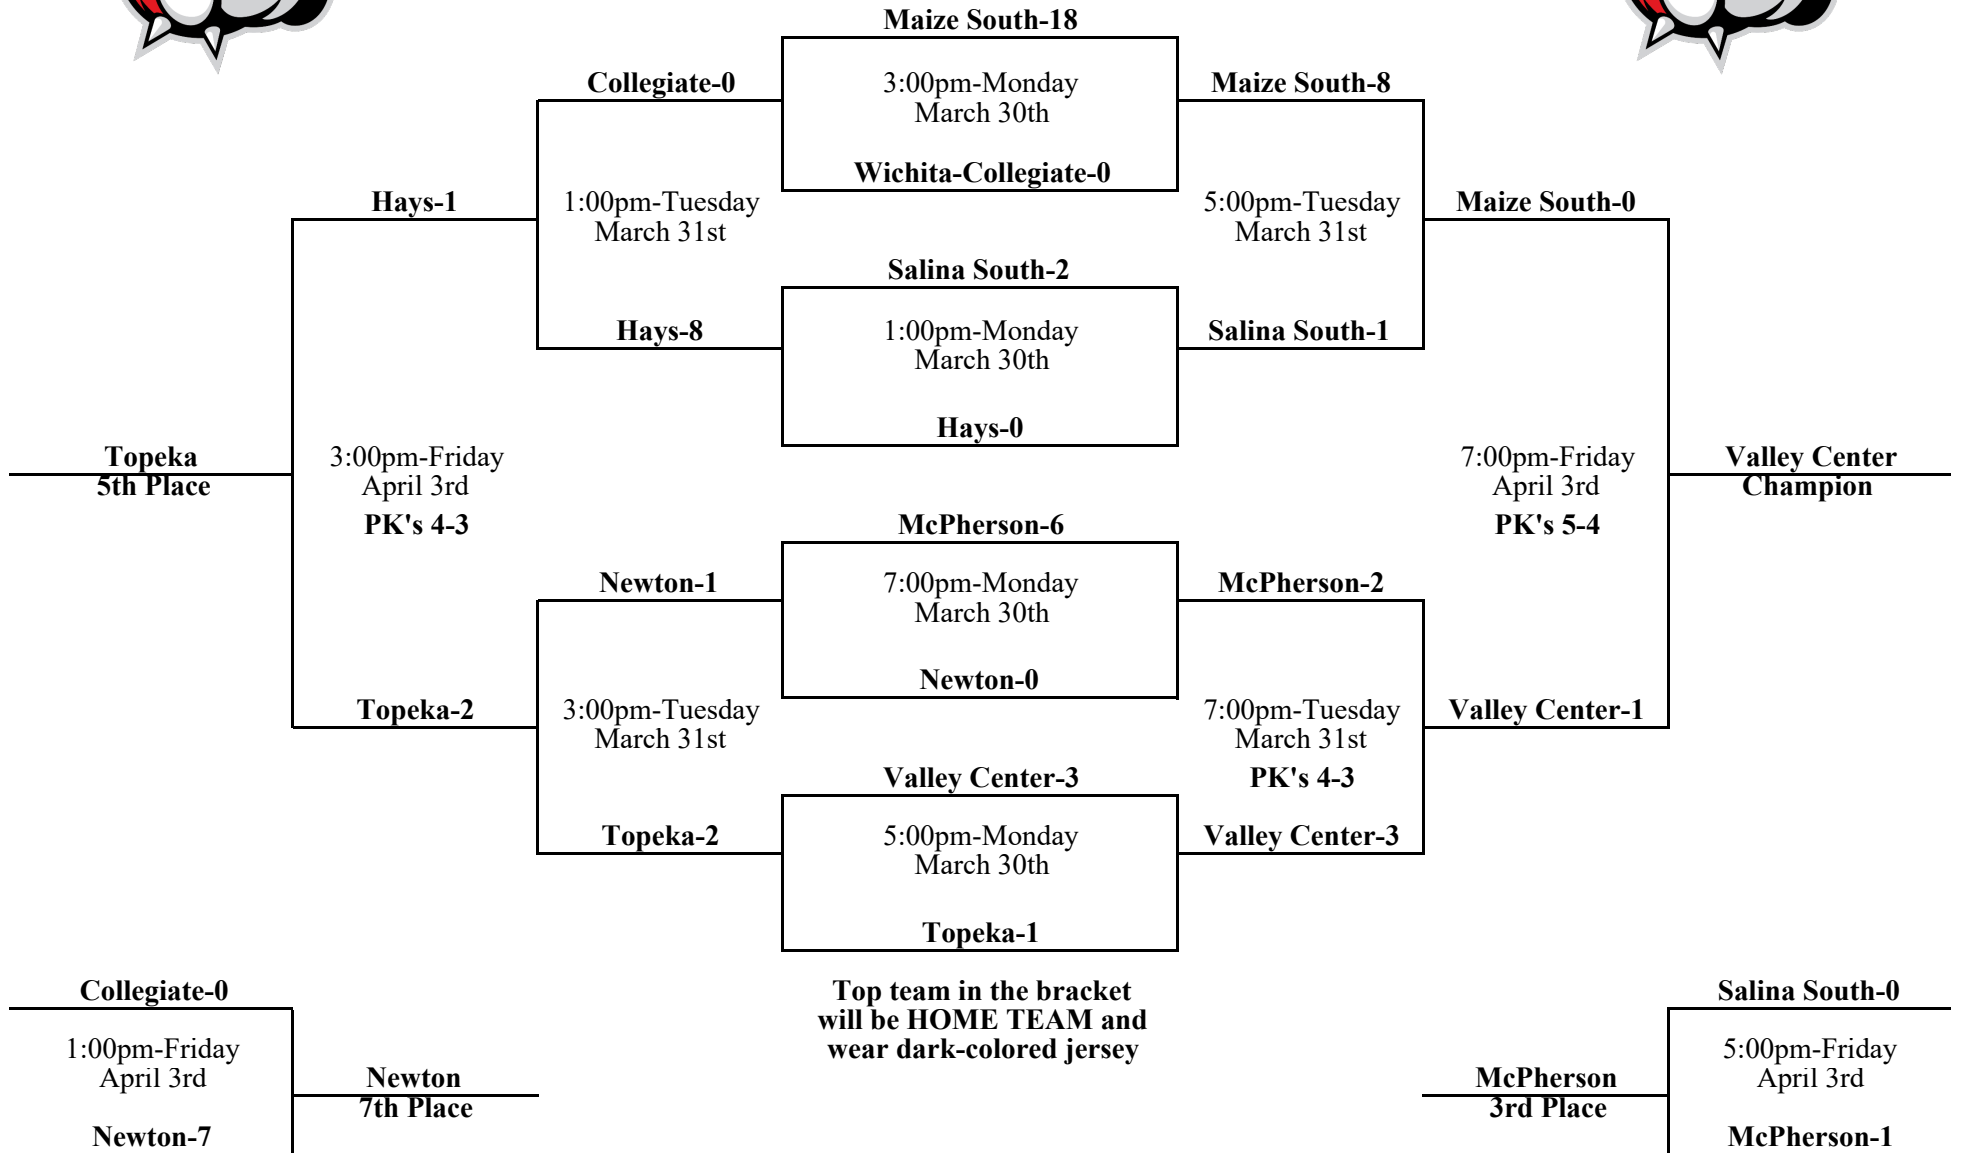 Maize South-18
Collegiate-0
3:00pm-Monday
March 30th
Maize South-8
Wichita-Collegiate-0
Hays-1
1:00pm-Tuesday
March 31st
5:00pm-Tuesday
March 31st
Maize South-0
Salina South-2
Hays-8
1:00pm-Monday
March 30th
Salina South-1
Hays-0
Topeka
5th Place
3:00pm-Friday
April 3rd
PK's 4-3
7:00pm-Friday
April 3rd
PK's 5-4
Valley Center
Champion
McPherson-6
Newton-1
7:00pm-Monday
March 30th
McPherson-2
Newton-0
Topeka-2
3:00pm-Tuesday
March 31st
7:00pm-Tuesday
March 31st
PK's 4-3
Valley Center-1
Valley Center-3
Topeka-2
5:00pm-Monday
March 30th
Valley Center-3
Topeka-1
Collegiate-0
1:00pm-Friday
April 3rd
Newton-7
Newton
7th Place
Top team in the bracket
will be HOME TEAM and
wear dark-colored jersey
McPherson
3rd Place
Salina South-0
5:00pm-Friday
April 3rd
McPherson-1